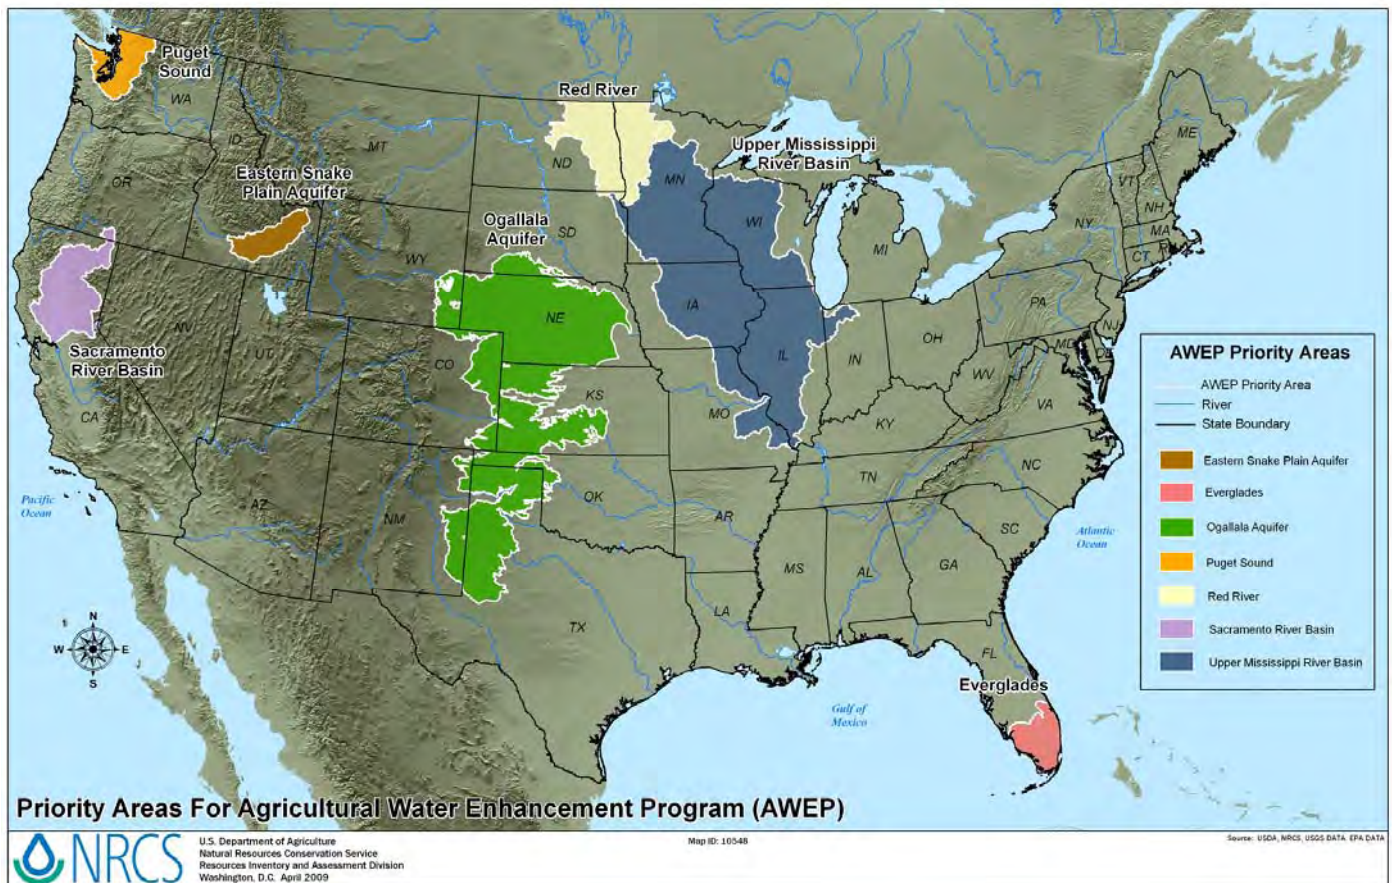 Puget
Sound
WA
Red River
Upper Mississippi
River Basin
ME
ID
MT
ND
MN
VT
NH
Eastern Snake
Plain Aquifer
OR
Ogallala
Aquifer
SD
WI
MI
NY
MA
CT
RI
WY
IA
PA
NE
NJ
NV
UT
CO
IL
IN
OH
MD
DE
Sacramento
River Basin
WV
VA
CA
KS
MO
KY
Pacific
Ocean
AZ
NM
OK
AR
TN
NC
SC
Atlantic
Ocean
MS
AL
GA
LA
TX
FL
Everglades
Gulf of
Mexico
N
W
E
S
AWEP Priority Areas
AWEP Priority Area
River
State Boundary
Eastern Snake Plain Aquifer
Everglades
Ogallala Aquifer
Puget Sound
Red River
Sacramento River Basin
Upper Mississippi River Basin
Priority Areas For Agricultural Water Enhancement Program (AWEP)
NRCS
U.S. Department of Agriculture
Natural Resources Conservation Service
Resources Inventory and Assessment Division
Washington, D.C. April 2009
Map ID: 10548
Source: USDA, NRCS, USGS DATA, EPA DATA